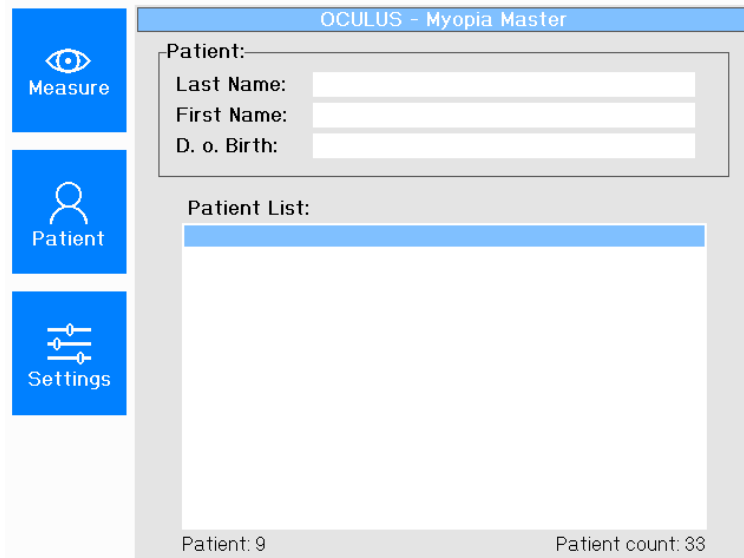 OCULUS - Myopia Master
Measure
Patient
Settings
Patient:
Last Name:
First Name:
D. o. Birth:
Patient List:
Patient: 9
Patient count: 33